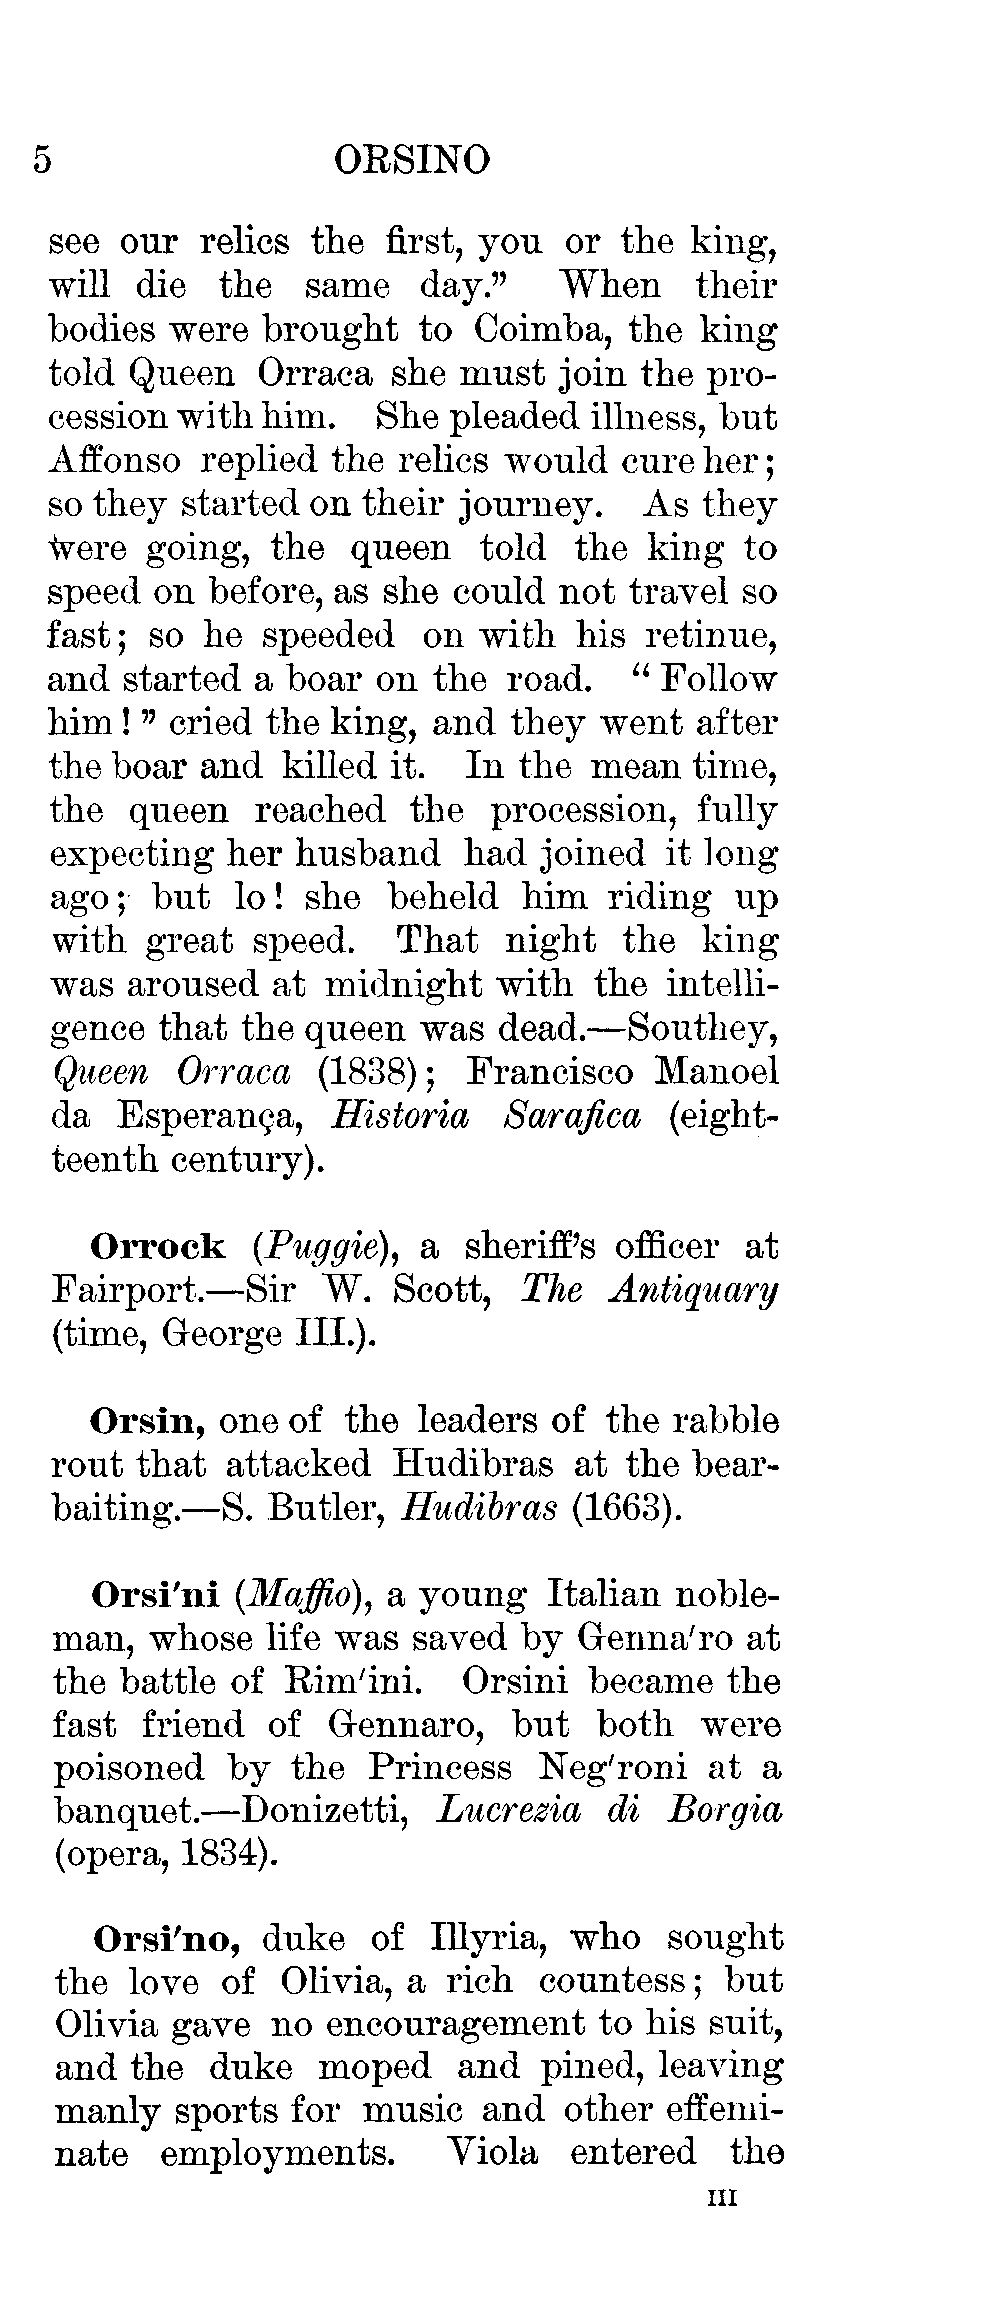 5 ORSINO
see our relics the first, you or the king,
will die the same day.” When their
bodies were brought to Coimba, the king
told Queen Orraca she must join the pro-
cession with him. She pleaded illness, but
Affonso replied the relics would cure her;
so they started on their journey. As they
were going, the queen told the king to
speed on before, as she could not travel so
fast; so he speeded on with his retinue,
and started a boar on the road. “Follow
him!” cried the king, and they went after
the boar and killed it. In the mean time,
the queen reached the procession, fully
expecting her husband had joined it long
ago; but lo! she beheld him riding up
with great speed. That night the king
was aroused at midnight with the intelli-
gence that the queen was dead.—Southey,
Queen Orraca (1838); Francisco Manoel
da Esperança, Historia Sarafica (eight-
teenth century).
Orrock (Puggie), a sheriff’s officer at
Fairport.—Sir W. Scott, The Antiquary
(time, George III.).
Orsin, one of the leaders of the rabble
rout that attacked Hudibras at the bear-
baiting.—S. Butler, Hudibras (1663).
Orsi′ni (Maffio), a young Italian noble-
man, whose life was saved by Genna′ro at
the battle of Rim′ini. Orsini became the
fast friend of Gennaro, but both were
poisoned by the Princess Neg′roni at a
banquet.—Donizetti, Lucrezia di Borgia
(opera, 1834).
Orsi′no, duke of Illyria, who sought
the love of Olivia, a rich countess; but
Olivia gave no encouragement to his suit,
and the duke moped and pined, leaving
manly sports for music and other effemi-
nate employments. Viola entered the
III